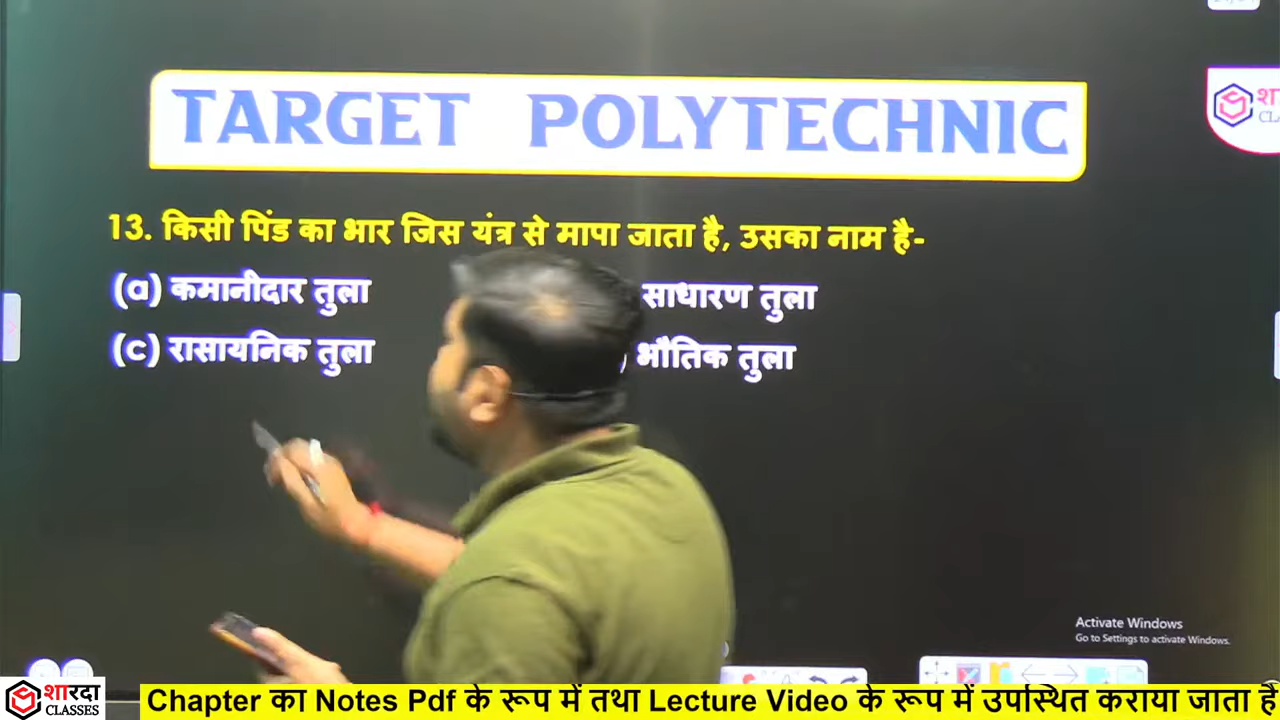 TARGET POLYTECHNIC
13. किसी पिंड का भार जिस यंत्र से मापा जाता है, उसका नाम है-
(a) कमानीदार तुला साधारण तुला
(c) रासायनिक तुला ) भौतिक तुला
Activate Windows
Go to Settings to activate Windows.
शारदा
CLASSES
Chapter का Notes Pdf के रूप में तथा Lecture Video के रूप में उपस्थित कराया जाता है